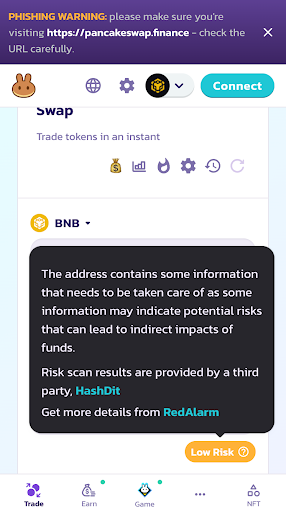 PHISHING WARNING: please make sure you're
visiting https://pancakeswap.finance - check the
URL carefully.
Connect
Swap
Trade tokens in an instant
BNB
The address contains some information
that needs to be taken care of as some
information may indicate potential risks
that can lead to indirect impacts of
funds.
Risk scan results are provided by a third
party, HashDit
Get more details from RedAlarm
Low Risk ?
Trade
Earn
Game
...
NFT